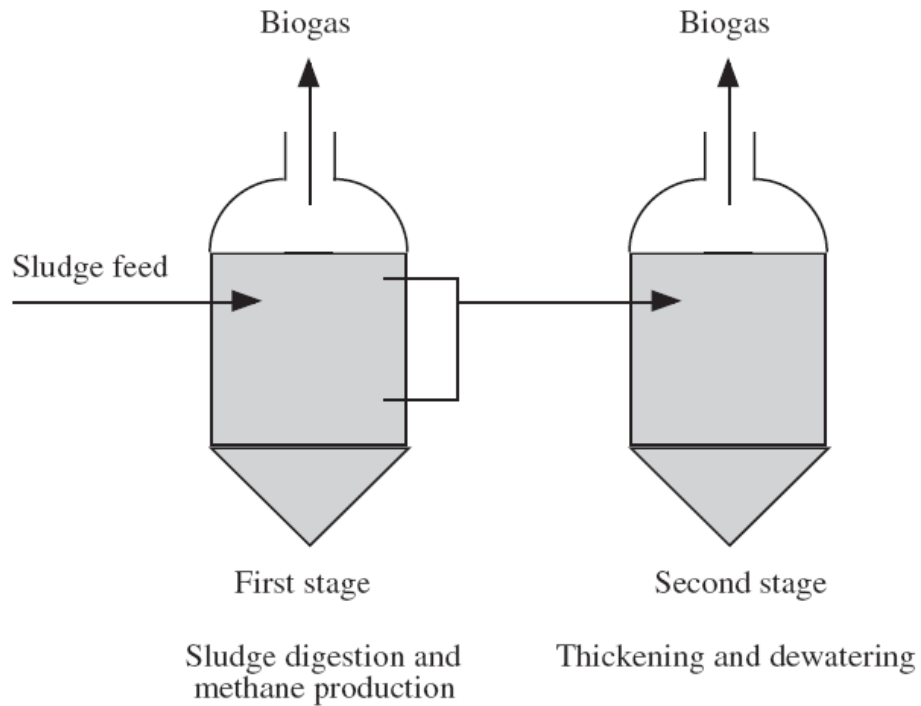 Biogas
Biogas
Sludge feed
First stage
Second stage
Sludge digestion and
methane production
Thickening and dewatering